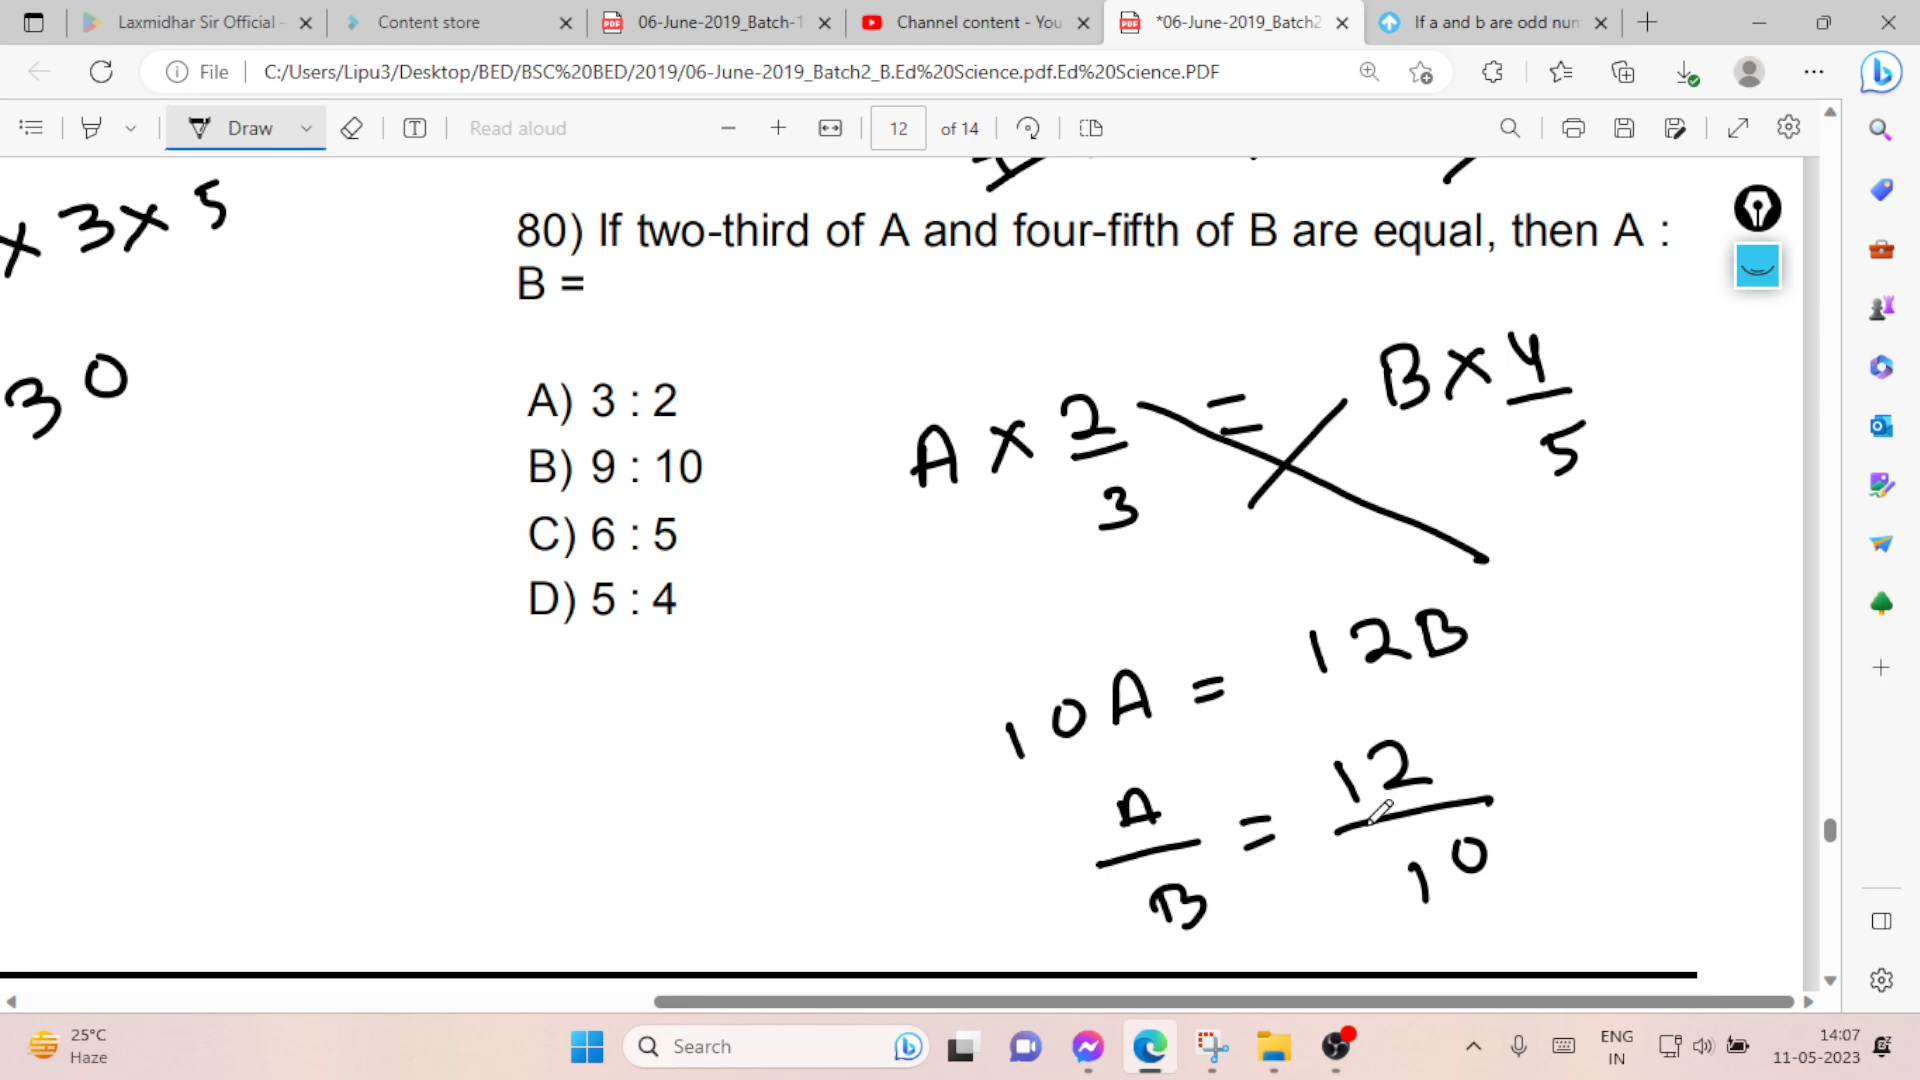 Laxmidhar Sir Official -
Content store
06-June-2019_Batch-1
Channel content - You
*06-June-2019_Batch2
If a and b are odd num
File
C:/Users/Lipu3/Desktop/BED/BSC%20BED/2019/06-June-2019_Batch2_B.Ed%20Science.pdf.Ed%20Science.PDF
Draw
Read aloud
12
of 14
x 3 x 5
30
80) If two-third of A and four-fifth of B are equal, then A :
B =
A) 3 : 2
B) 9 : 10
C) 6 : 5
D) 5 : 4
A x 2/3 = B x 4/5
10A = 12B
A/B = 12/10
25°C
Haze
Search
ENG
IN
14:07
11-05-2023